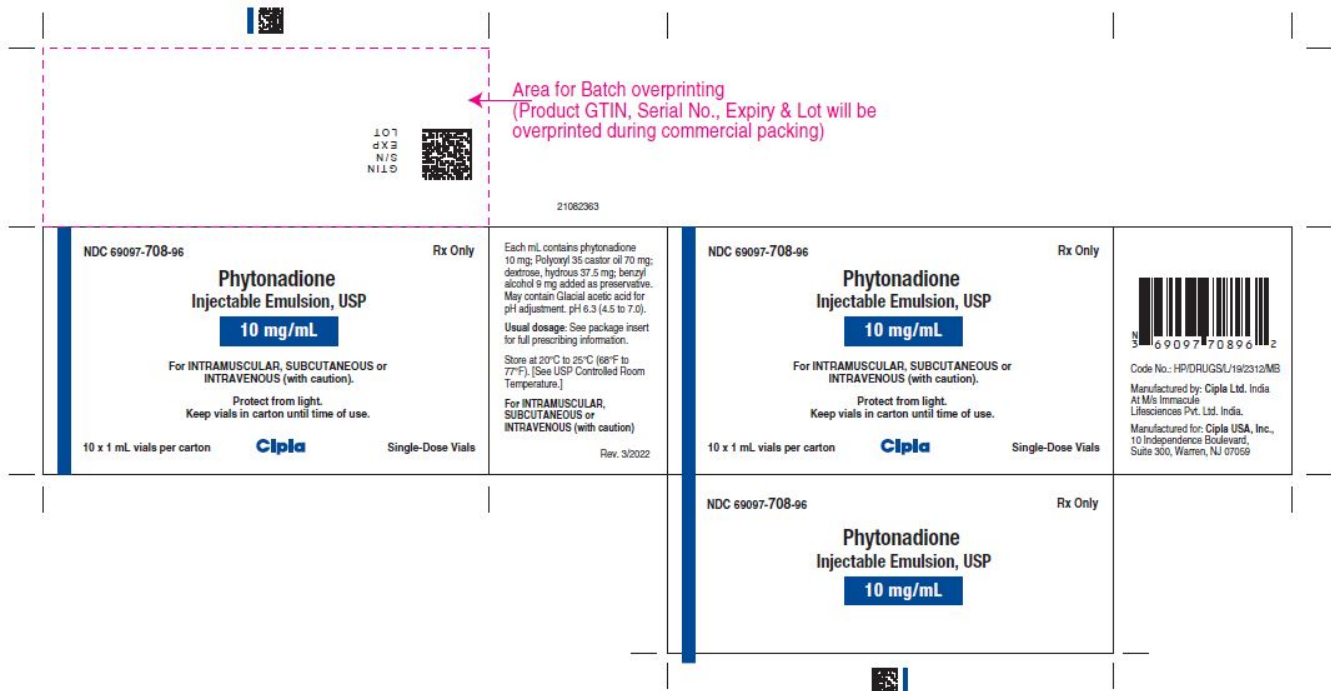 Area for Batch overprinting
(Product GTIN, Serial No., Expiry & Lot will be
overprinted during commercial packing)
GTIN
S/N
EXP
LOT
21082363
NDC 69097-708-96
Rx Only
Phytonadione
Injectable Emulsion, USP
10 mg/mL
For INTRAMUSCULAR, SUBCUTANEOUS or
INTRAVENOUS (with caution).
Protect from light.
Keep vials in carton until time of use.
10 x 1 mL vials per carton
Cipla
Single-Dose Vials
Each mL contains phytonadione
10 mg; Polyoxyl 35 castor oil 70 mg;
dextrose, hydrous 37.5 mg; benzyl
alcohol 9 mg added as preservative.
May contain Glacial acetic acid for
pH adjustment. pH 6.3 (4.5 to 7.0).
Usual dosage: See package insert
for full prescribing information.
Store at 20°C to 25°C (68°F to
77°F). [See USP Controlled Room
Temperature.]
For INTRAMUSCULAR,
SUBCUTANEOUS or
INTRAVENOUS (with caution)
Rev. 3/2022
NDC 69097-708-96
Rx Only
Phytonadione
Injectable Emulsion, USP
10 mg/mL
For INTRAMUSCULAR, SUBCUTANEOUS or
INTRAVENOUS (with caution).
Protect from light.
Keep vials in carton until time of use.
10 x 1 mL vials per carton
Cipla
Single-Dose Vials
N
3 69097 70896 2
Code No.: HP/DRUGS/L/19/2312/MB
Manufactured by: Cipla Ltd. India
At M/s Immacule
Lifesciences Pvt. Ltd. India.
Manufactured for: Cipla USA, Inc.,
10 Independence Boulevard,
Suite 300, Warren, NJ 07059
NDC 69097-708-96
Rx Only
Phytonadione
Injectable Emulsion, USP
10 mg/mL